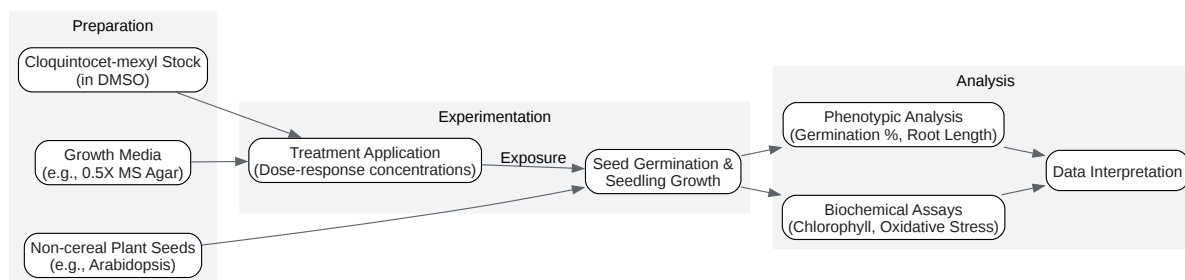 Preparation
Cloquintocet-mexyl Stock
(in DMSO)
Growth Media
(e.g., 0.5X MS Agar)
Non-cereal Plant Seeds
(e.g., Arabidopsis)
Experimentation
Treatment Application
(Dose-response concentrations)
Exposure
Seed Germination &
Seedling Growth
Analysis
Phenotypic Analysis
(Germination %, Root Length)
Biochemical Assays
(Chlorophyll, Oxidative Stress)
Data Interpretation